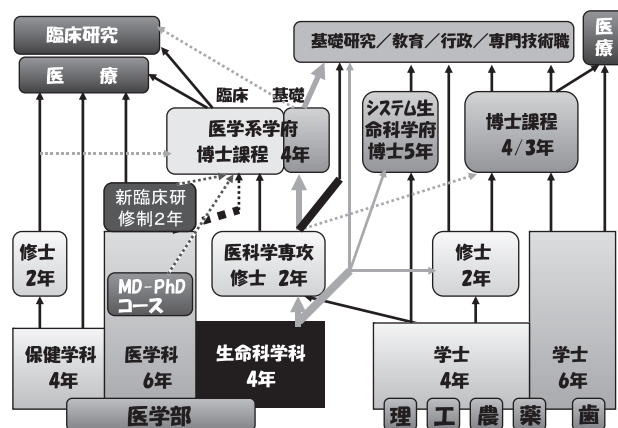 臨床研究
医療
基礎研究／教育／行政／専門技術職
医
療
臨床 基礎
医学系学府
博士課程 4年
システム生
命科学府
博士5年
博士課程
4/3年
新臨床研
修制2年
修士
2年
医科学専攻
修士 2年
修士
2年
MD-PhD
コース
保健学科
4年
医学科
6年
生命科学科
4年
学士
4年
学士
6年
医学部
理 工 農 薬 歯